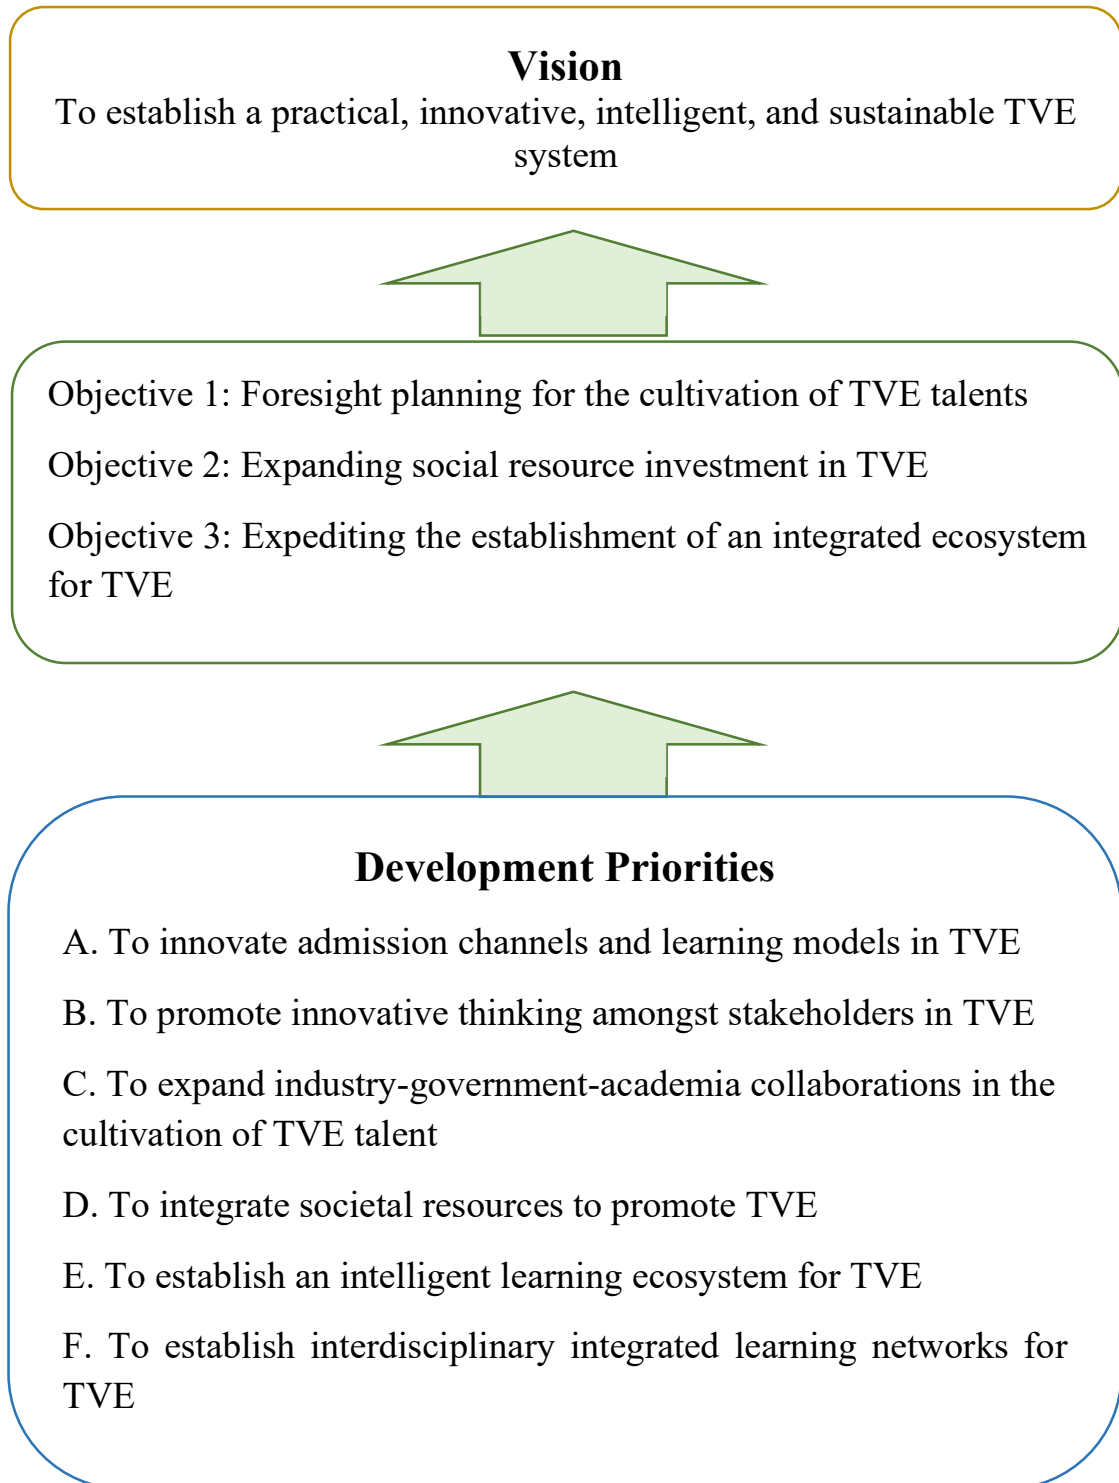 Vision
To establish a practical, innovative, intelligent, and sustainable TVE
system
Objective 1: Foresight planning for the cultivation of TVE talents
Objective 2: Expanding social resource investment in TVE
Objective 3: Expediting the establishment of an integrated ecosystem
for TVE
Development Priorities
A. To innovate admission channels and learning models in TVE
B. To promote innovative thinking amongst stakeholders in TVE
C. To expand industry-government-academia collaborations in the
cultivation of TVE talent
D. To integrate societal resources to promote TVE
E. To establish an intelligent learning ecosystem for TVE
F. To establish interdisciplinary integrated learning networks for
TVE